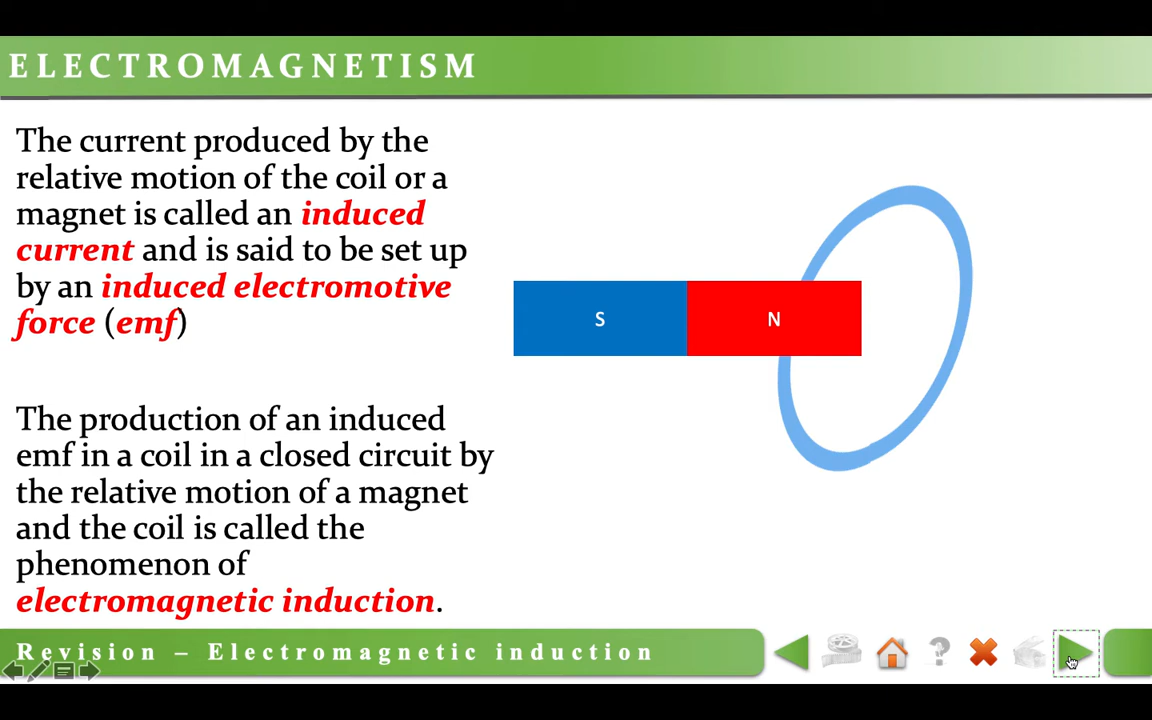 ELECTROMAGNETISM
The current produced by the
relative motion of the coil or a
magnet is called an induced
current and is said to be set up
by an induced electromotive
force (emf)
S
N
The production of an induced
emf in a coil in a closed circuit by
the relative motion of a magnet
and the coil is called the
phenomenon of
electromagnetic induction.
Revision – Electromagnetic induction